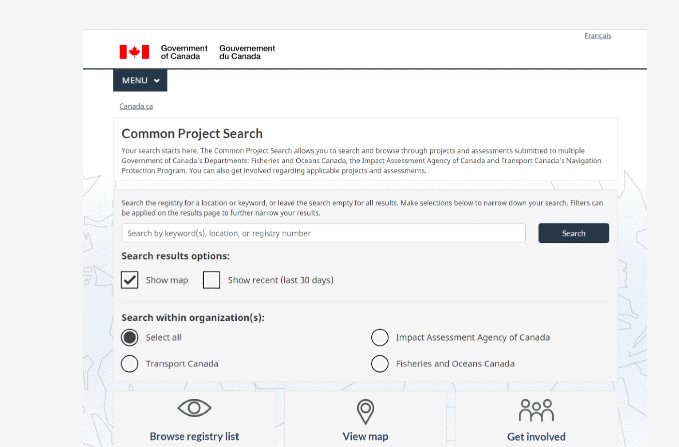 Français
Government
of Canada
Gouvernement
du Canada
MENU
Canada.ca
Common Project Search
Your search starts here. The Common Project Search allows you to search and browse through projects and assessments submitted to multiple
Government of Canada's Departments: Fisheries and Oceans Canada, the Impact Assessment Agency of Canada and Transport Canada's Navigation
Protection Program. You can also get involved regarding applicable projects and assessments.
Search the registry for a location or keyword, or leave the search empty for all results. Make selections below to narrow down your search. Filters can
be applied on the results page to further narrow your results.
Search by keyword(s), location, or registry number
Search
Search results options:
Show map
Show recent (last 30 days)
Search within organization(s):
Select all
Impact Assessment Agency of Canada
Transport Canada
Fisheries and Oceans Canada
Browse registry list
View map
Get involved